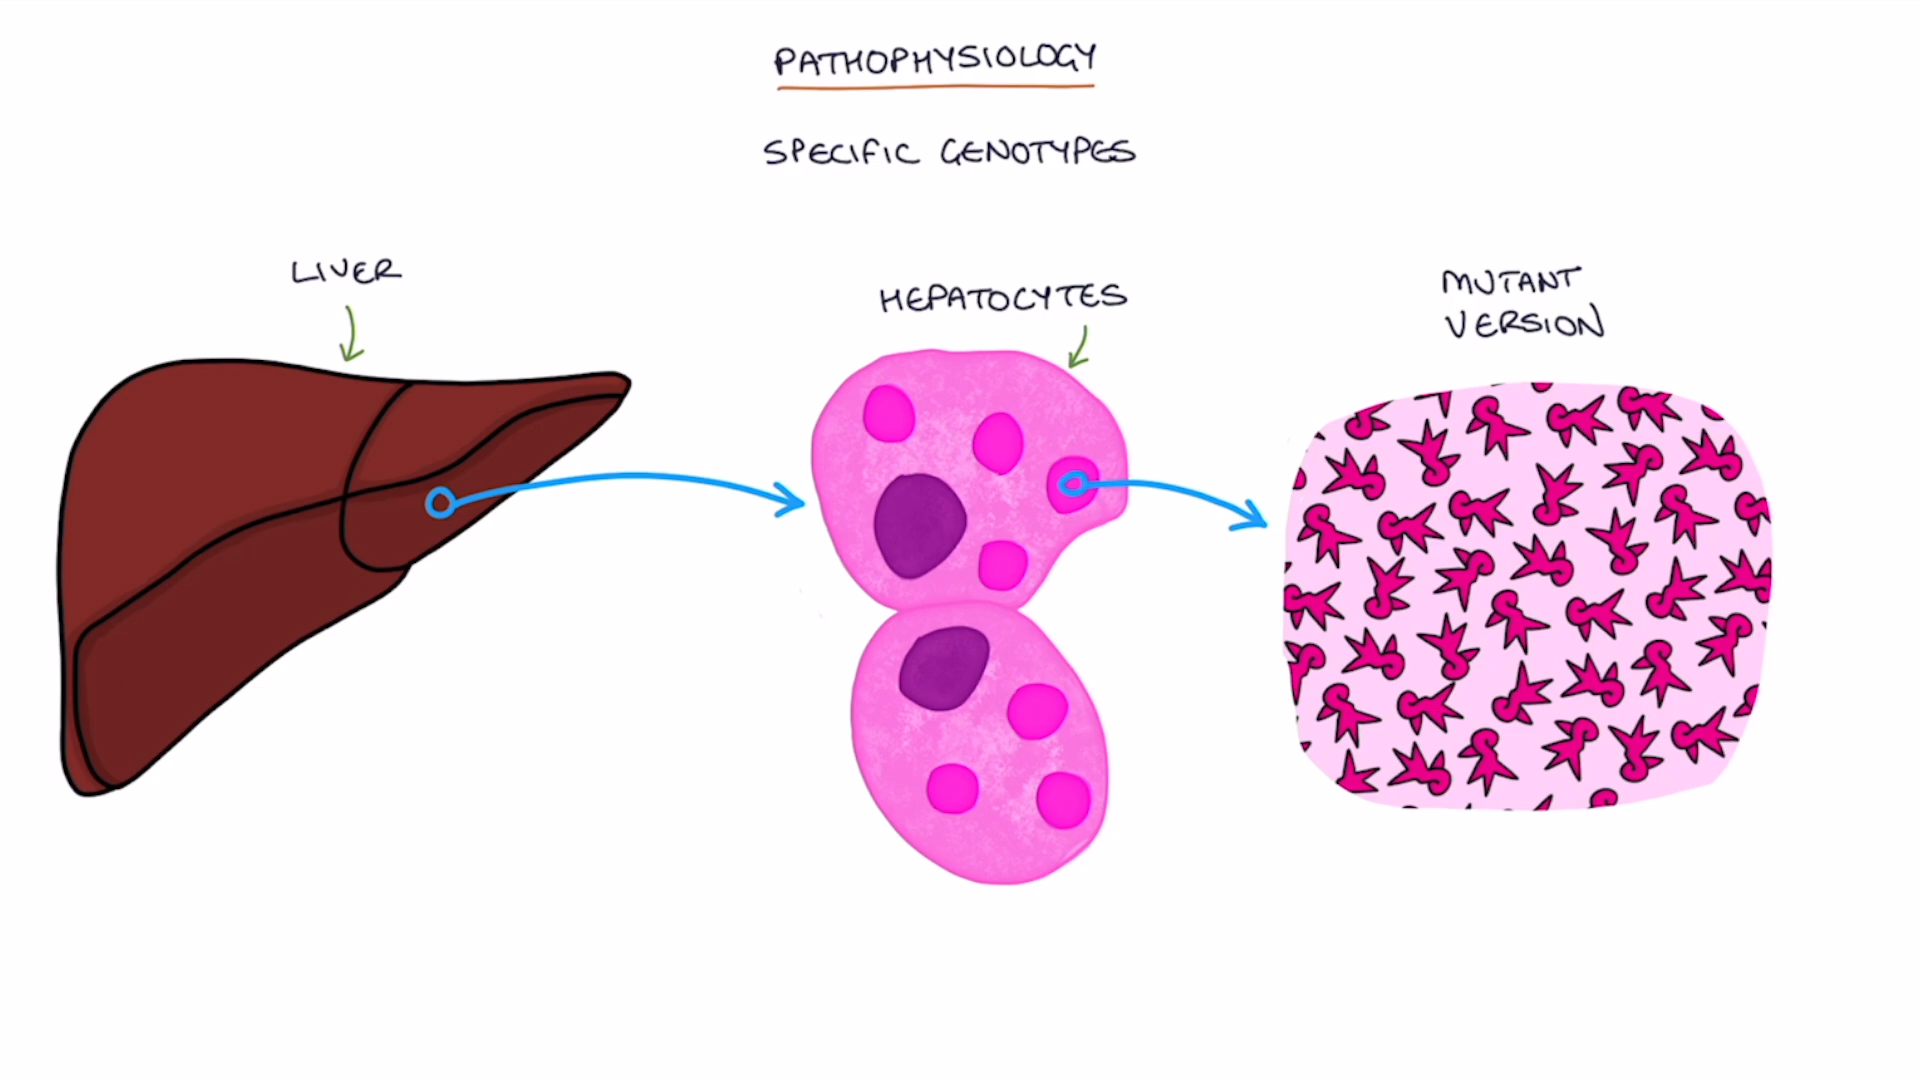 PATHOPHYSIOLOGY
SPECIFIC GENOTYPES
LIVER
HEPATOCYTES
MUTANT
VERSION